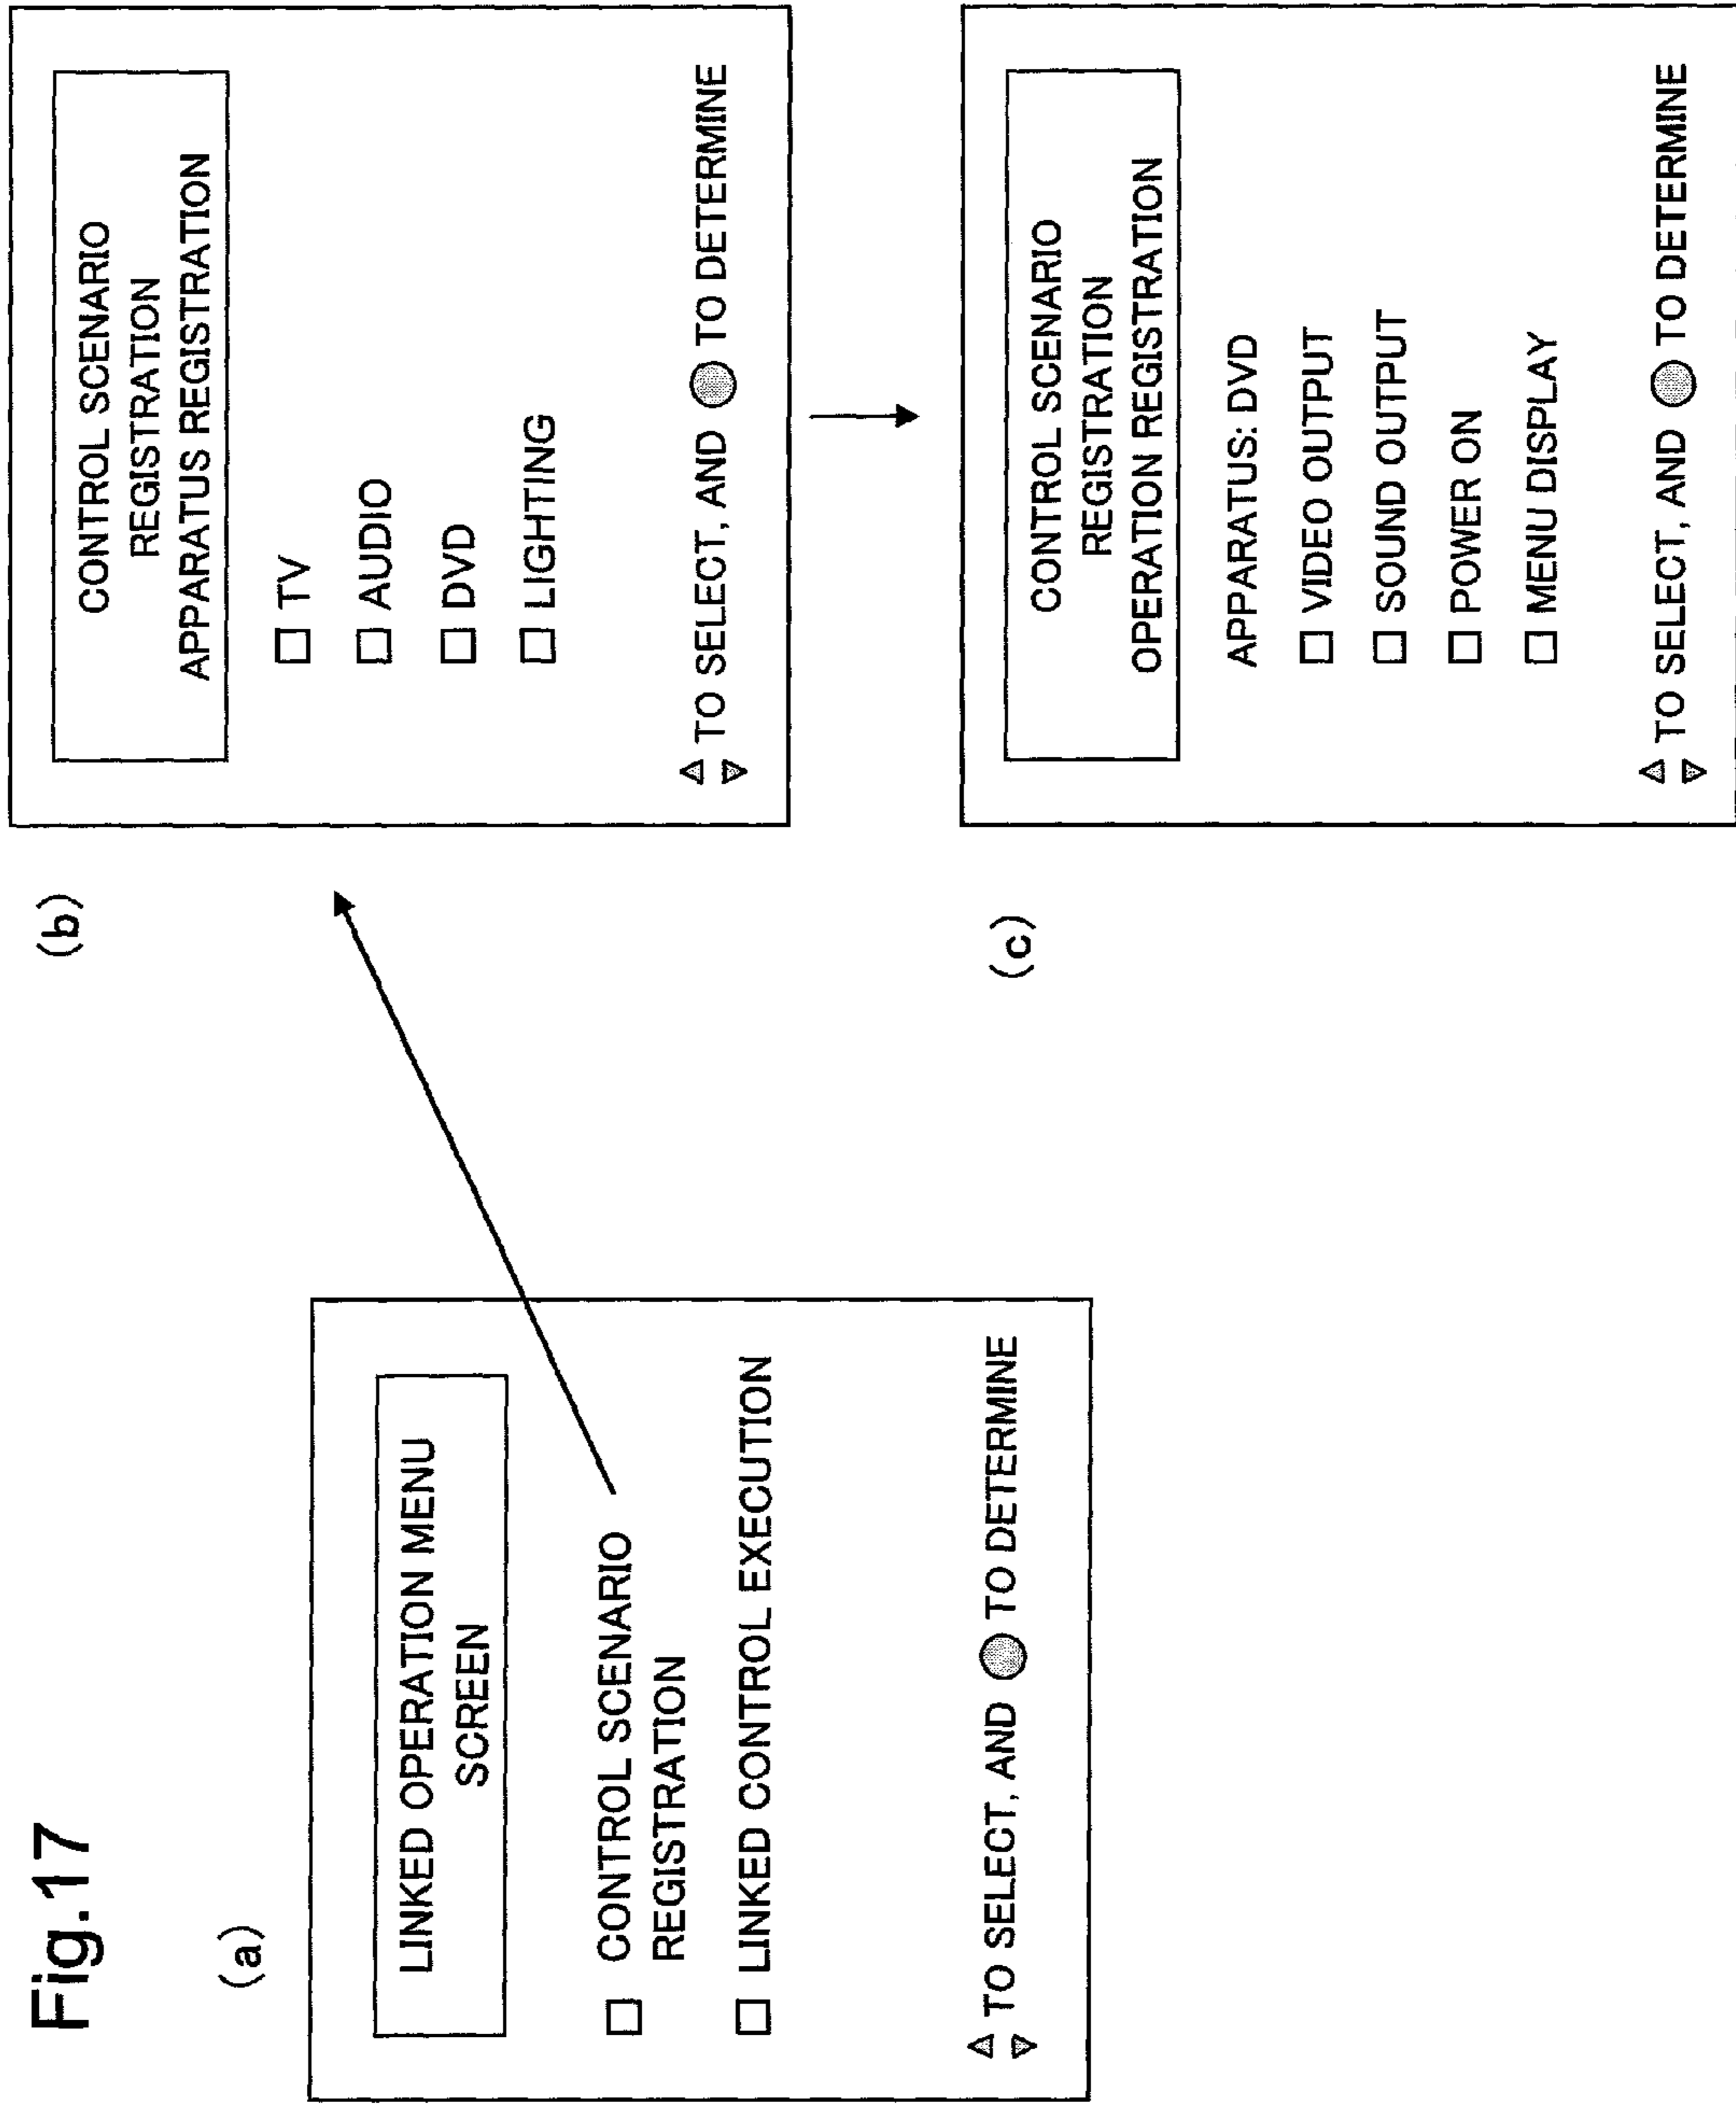 Fig.17
(a)
LINKED OPERATION MENU
SCREEN
□ CONTROL SCENARIO
REGISTRATION
□ LINKED CONTROL EXECUTION
TO SELECT, AND TO DETERMINE
(b)
CONTROL SCENARIO
REGISTRATION
APPARATUS REGISTRATION
□ TV
□ AUDIO
□ DVD
□ LIGHTING
TO SELECT, AND TO DETERMINE
(c)
CONTROL SCENARIO
REGISTRATION
OPERATION REGISTRATION
APPARATUS: DVD
□ VIDEO OUTPUT
□ SOUND OUTPUT
□ POWER ON
□ MENU DISPLAY
TO SELECT, AND TO DETERMINE